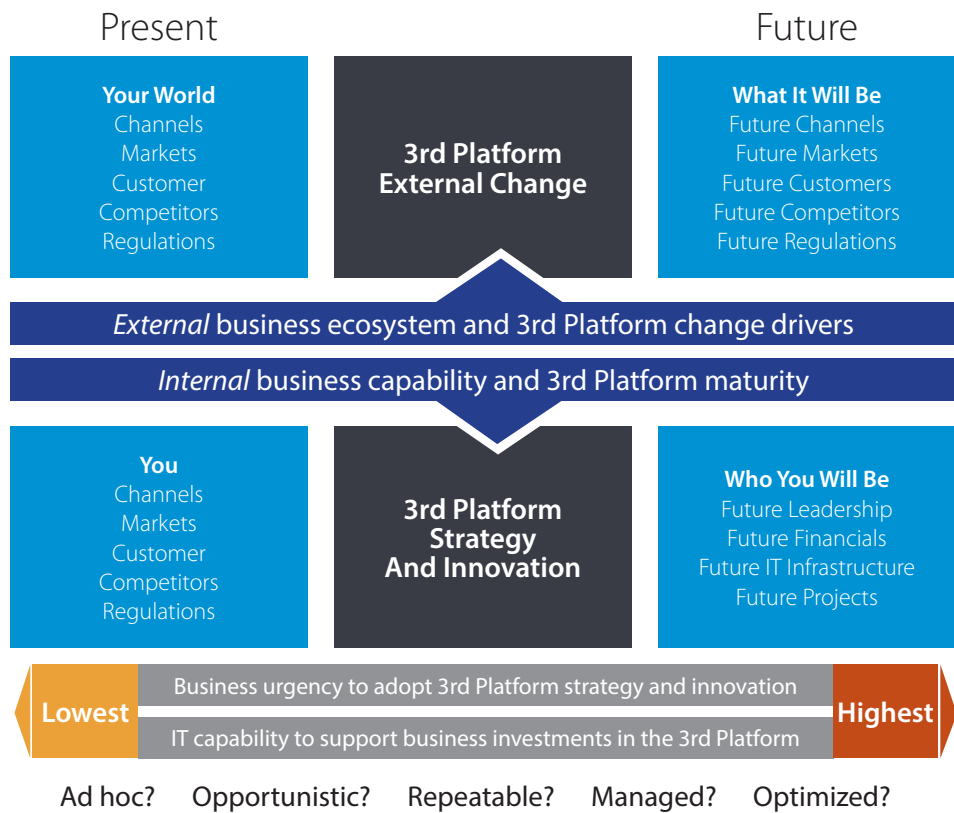 Present
Future
Your World
Channels
Markets
Customer
Competitors
Regulations
3rd Platform
External Change
What It Will Be
Future Channels
Future Markets
Future Customers
Future Competitors
Future Regulations
External business ecosystem and 3rd Platform change drivers
Internal business capability and 3rd Platform maturity
You
Channels
Markets
Customer
Competitors
Regulations
3rd Platform
Strategy
And Innovation
Who You Will Be
Future Leadership
Future Financials
Future IT Infrastructure
Future Projects
Lowest
Business urgency to adopt 3rd Platform strategy and innovation
IT capability to support business investments in the 3rd Platform
Highest
Ad hoc? Opportunistic? Repeatable? Managed? Optimized?